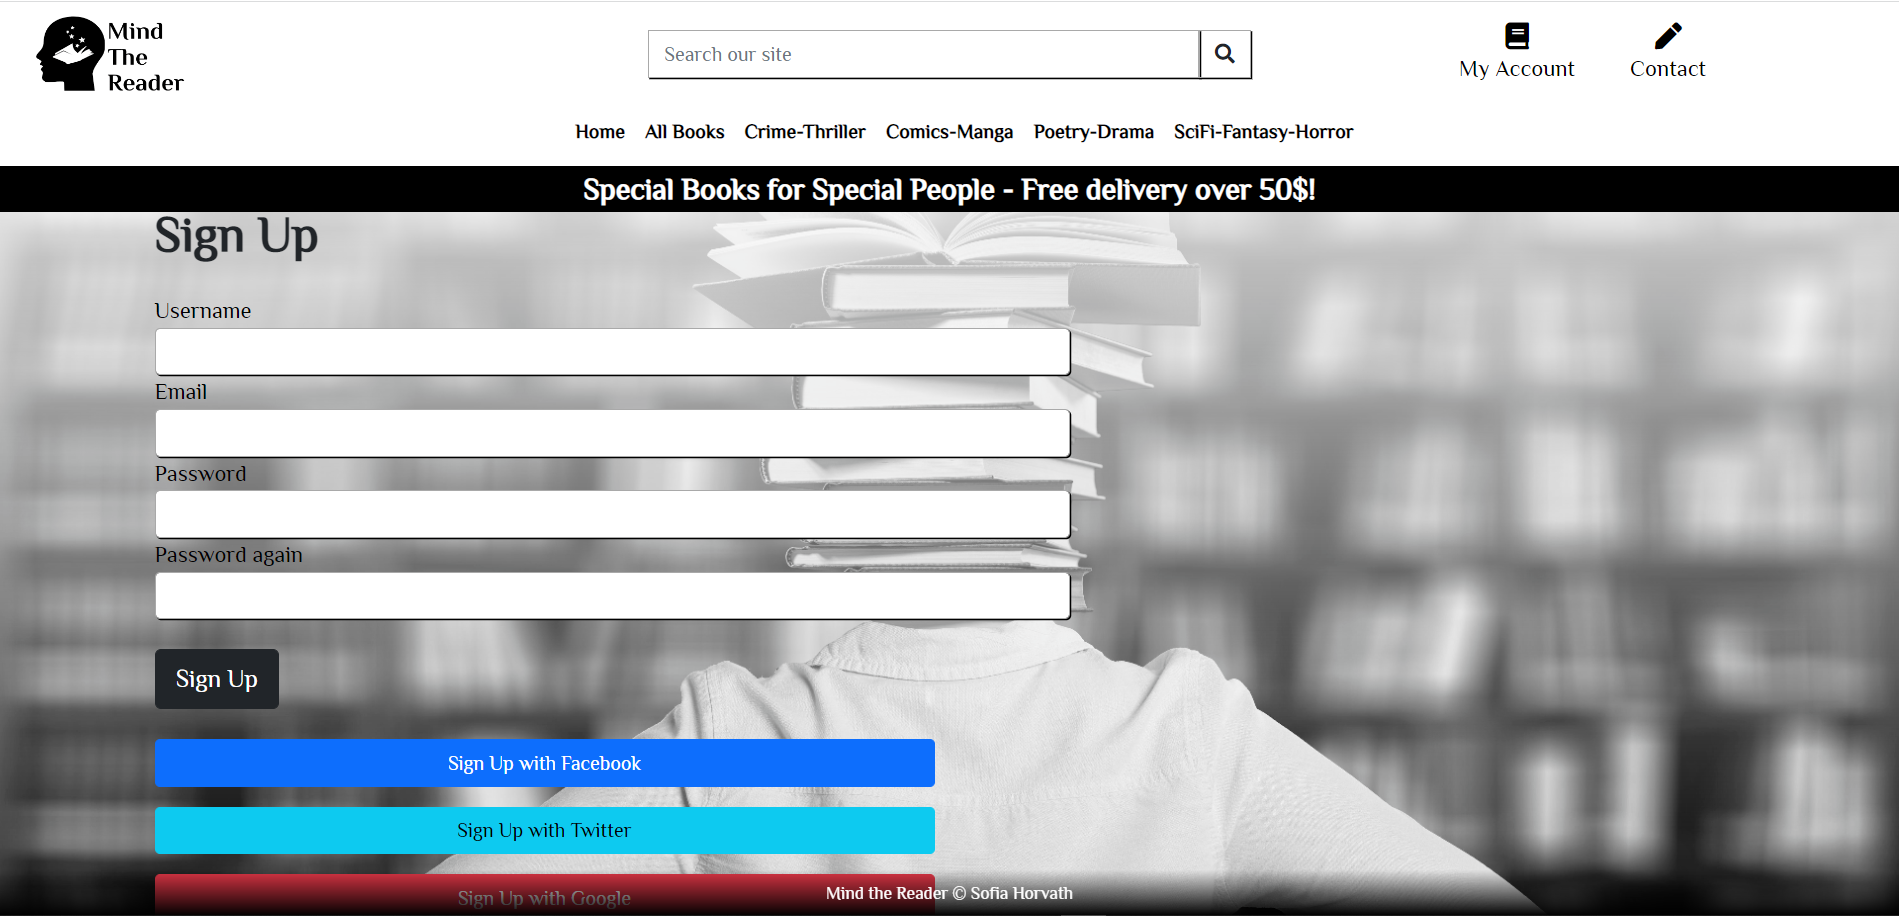 Mind
The
Reader
Search our site
My Account
Contact
Home All Books Crime-Thriller Comics-Manga Poetry-Drama SciFi-Fantasy-Horror
Special Books for Special People - Free delivery over 50$!
Sign Up
Username
Email
Password
Password again
Sign Up
Sign Up with Facebook
Sign Up with Twitter
Sign Up with Google
Mind the Reader © Sofia Horvath